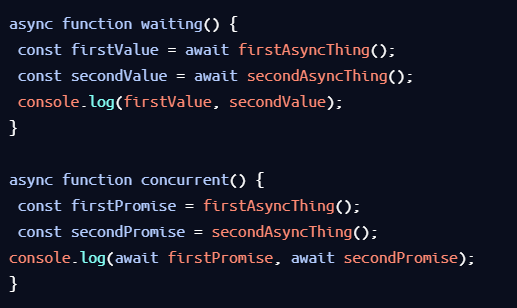 async function waiting() {
 const firstValue = await firstAsyncThing();
 const secondValue = await secondAsyncThing();
 console.log(firstValue, secondValue);
}

async function concurrent() {
 const firstPromise = firstAsyncThing();
 const secondPromise = secondAsyncThing();
console.log(await firstPromise, await secondPromise);
}